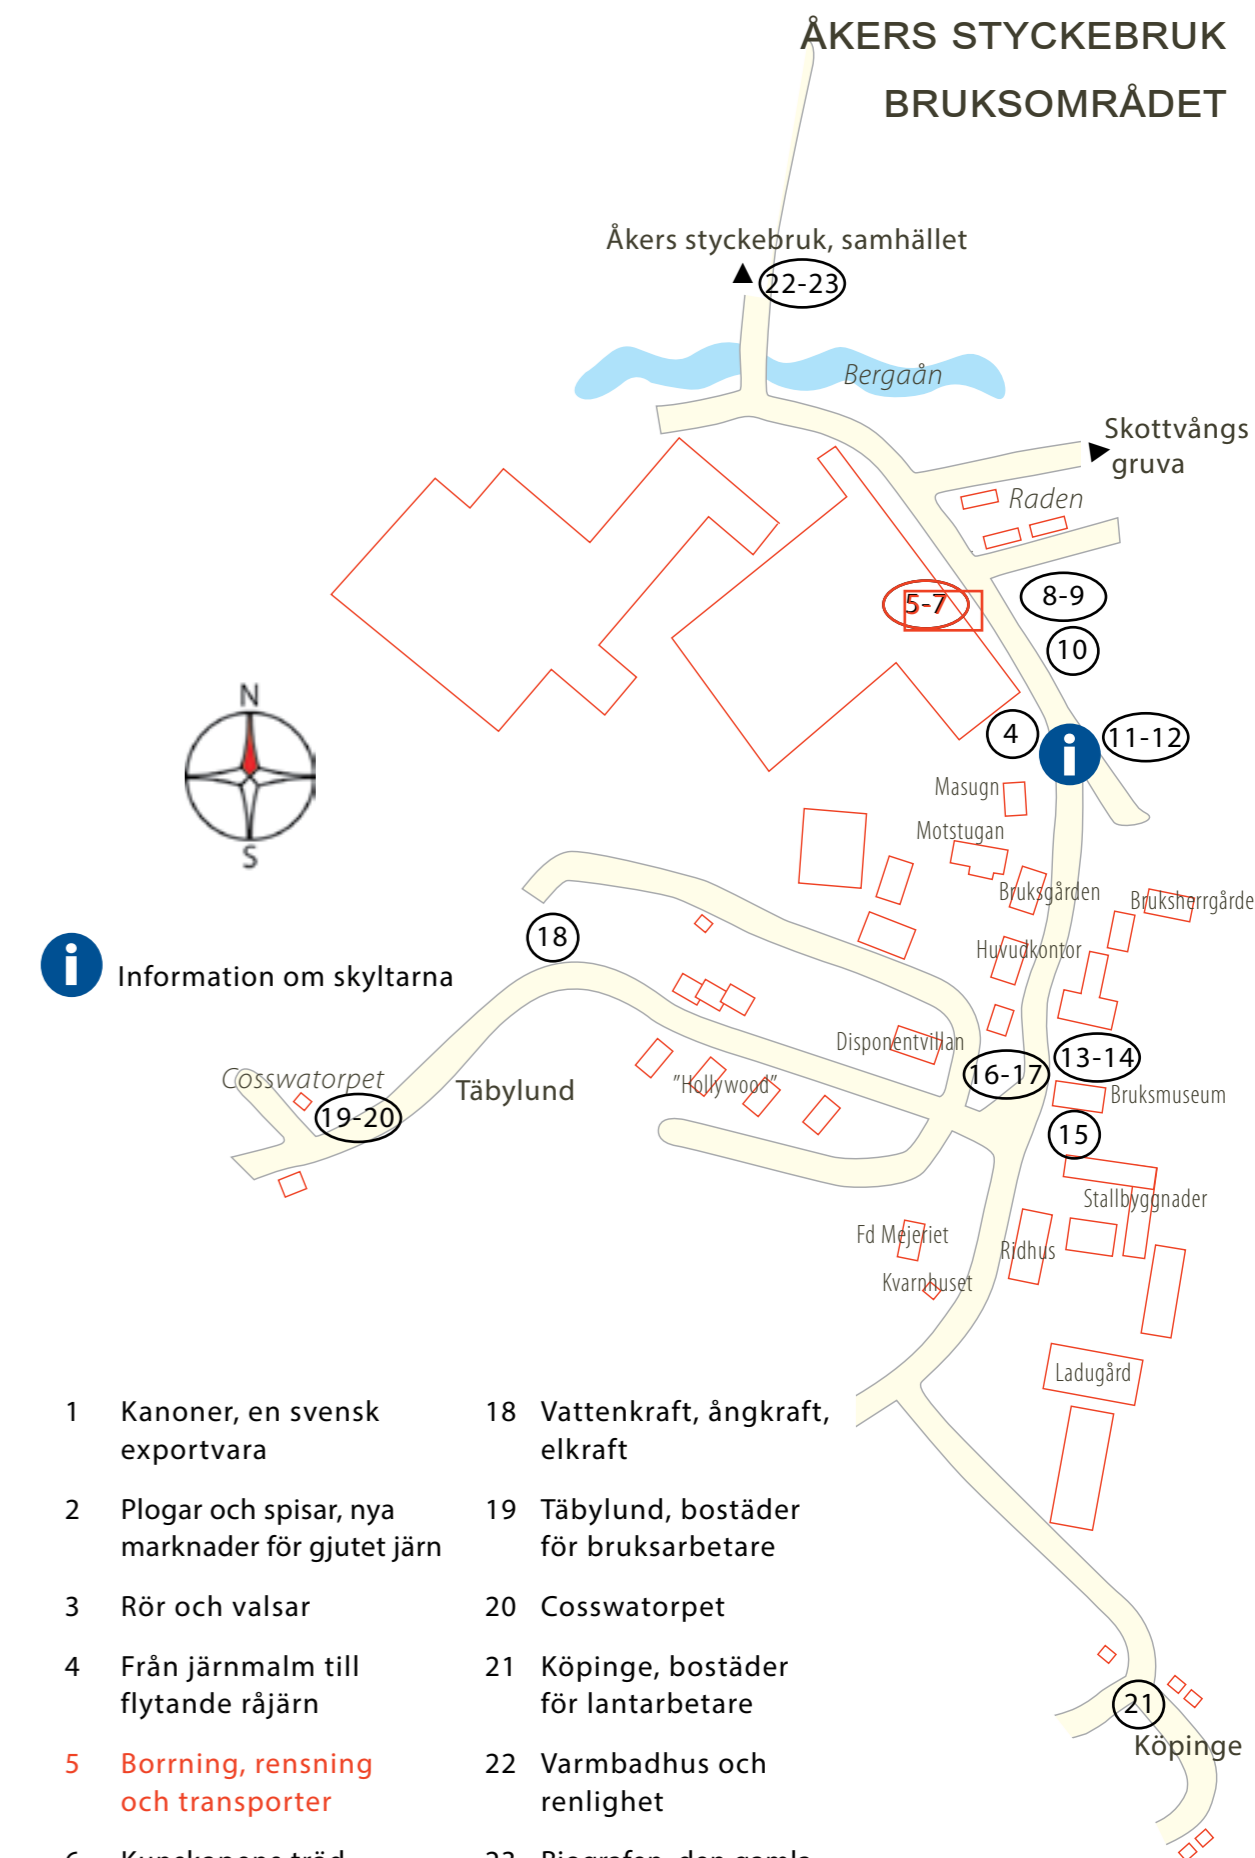 ÅKERS STYCKEBRUK
BRUKSOMRÅDET
Åkers styckebruk, samhället
22-23
Bergaån
Skottvångs
gruva
Raden
5-7
8-9
10
4
i
11-12
N
S
Masugn
Motstugan
Bruksgården
Bruksherrgårde
18
Huvudkontor
i Information om skyltarna
Disponentvillan
13-14
16-17
Cosswatorpet
Täbylund
"Hollywood"
Bruksmuseum
19-20
15
Stallbyggnader
Fd Mejeriet
Ridhus
Kvarnhuset
Ladugård
1 Kanoner, en svensk
exportvara
2 Plogar och spisar, nya
marknader för gjutet järn
3 Rör och valsar
4 Från järnmalm till
flytande råjärn
5 Borrning, rensning
och transporter
18 Vattenkraft, ångkraft,
elkraft
19 Täbylund, bostäder
för bruksarbetare
20 Cosswatorpet
21 Köpinge, bostäder
för lantarbetare
22 Varmbadhus och
renlighet
23 Biografen, den gamla
21
Köpinge